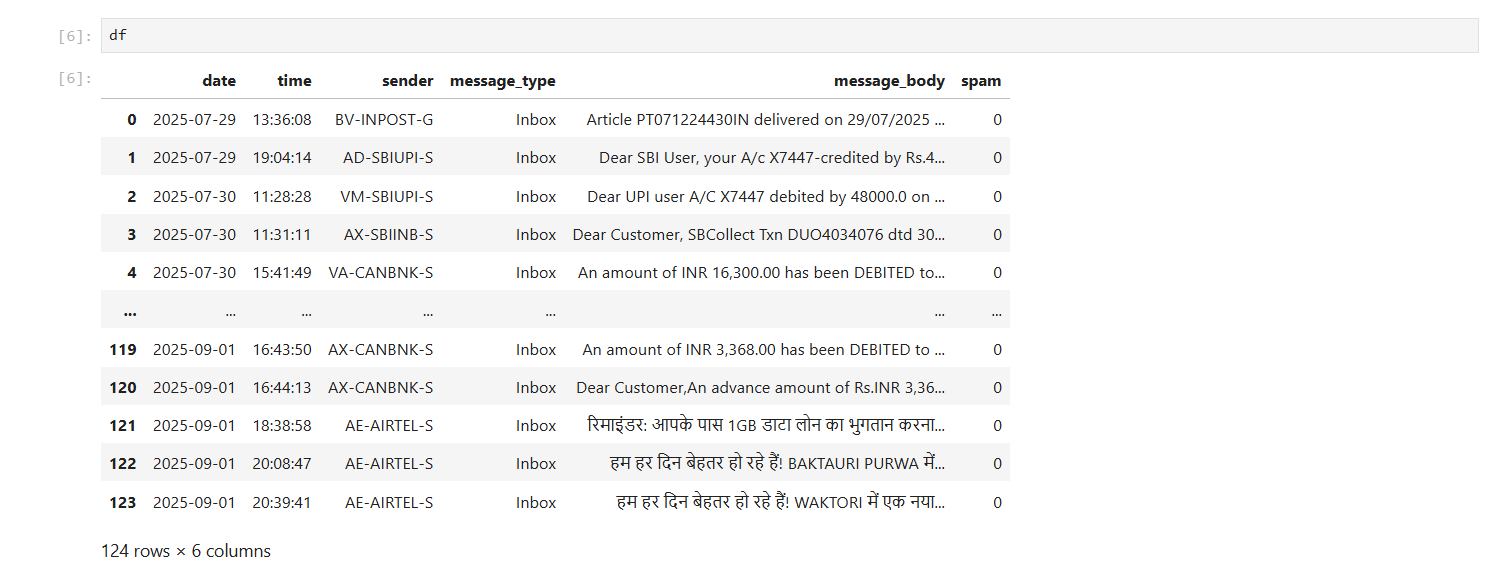 [6]: df
[6]:
date time sender message_type message_body spam
0 2025-07-29 13:36:08 BV-INPOST-G Inbox Article PT071224430IN delivered on 29/07/2025 ... 0
1 2025-07-29 19:04:14 AD-SBIUPI-S Inbox Dear SBI User, your A/c X7447-credited by Rs.4... 0
2 2025-07-30 11:28:28 VM-SBIUPI-S Inbox Dear UPI user A/C X7447 debited by 48000.0 on ... 0
3 2025-07-30 11:31:11 AX-SBIINB-S Inbox Dear Customer, SBCollect Txn DUO4034076 dtd 30... 0
4 2025-07-30 15:41:49 VA-CANBNK-S Inbox An amount of INR 16,300.00 has been DEBITED to... 0
... ... ... ... ... ... ...
119 2025-09-01 16:43:50 AX-CANBNK-S Inbox An amount of INR 3,368.00 has been DEBITED to ... 0
120 2025-09-01 16:44:13 AX-CANBNK-S Inbox Dear Customer,An advance amount of Rs.INR 3,36... 0
121 2025-09-01 18:38:58 AE-AIRTEL-S Inbox रिमाइंडर: आपके पास 1GB डाटा लोन का भुगतान करना... 0
122 2025-09-01 20:08:47 AE-AIRTEL-S Inbox हम हर दिन बेहतर हो रहे हैं! BAKTAURI PURWA में... 0
123 2025-09-01 20:39:41 AE-AIRTEL-S Inbox हम हर दिन बेहतर हो रहे हैं! WAKTORI में एक नया... 0
124 rows × 6 columns